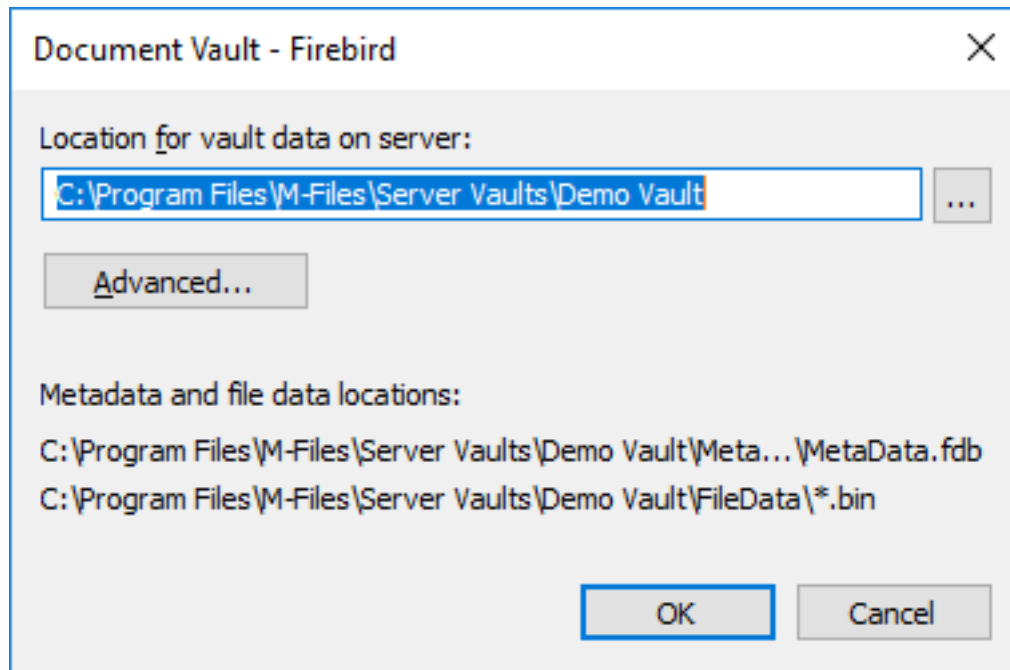 Document Vault - Firebird
Location for vault data on server:
C:\Program Files\M-Files\Server Vaults\Demo Vault
...
Advanced...
Metadata and file data locations:
C:\Program Files\M-Files\Server Vaults\Demo Vault\Meta...\MetaData.fdb
C:\Program Files\M-Files\Server Vaults\Demo Vault\FileData\*.bin
OK Cancel